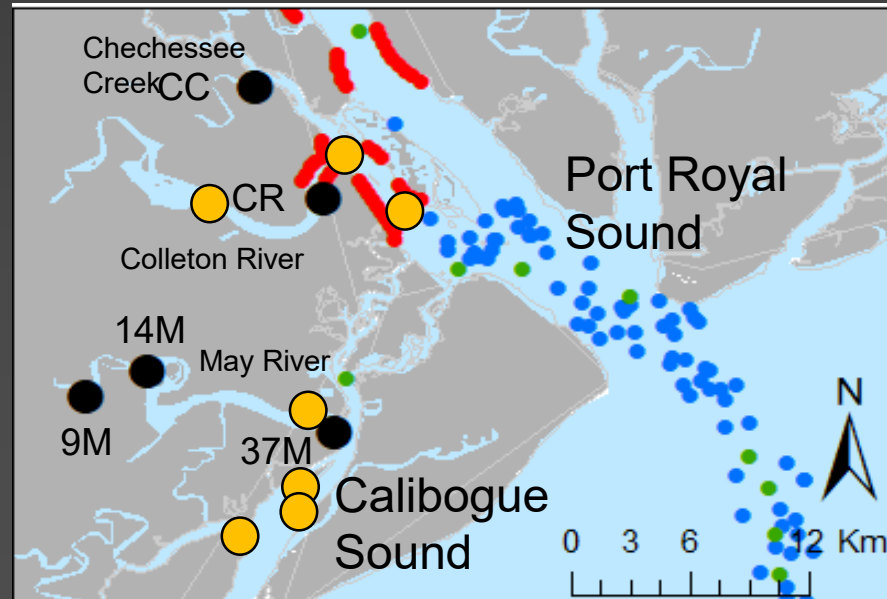 Chechessee
Creek
CC
Port Royal
Sound
CR
Colleton River
14M
May River
N
9M
37M
Calibogue
Sound
0 3 6 12 Km